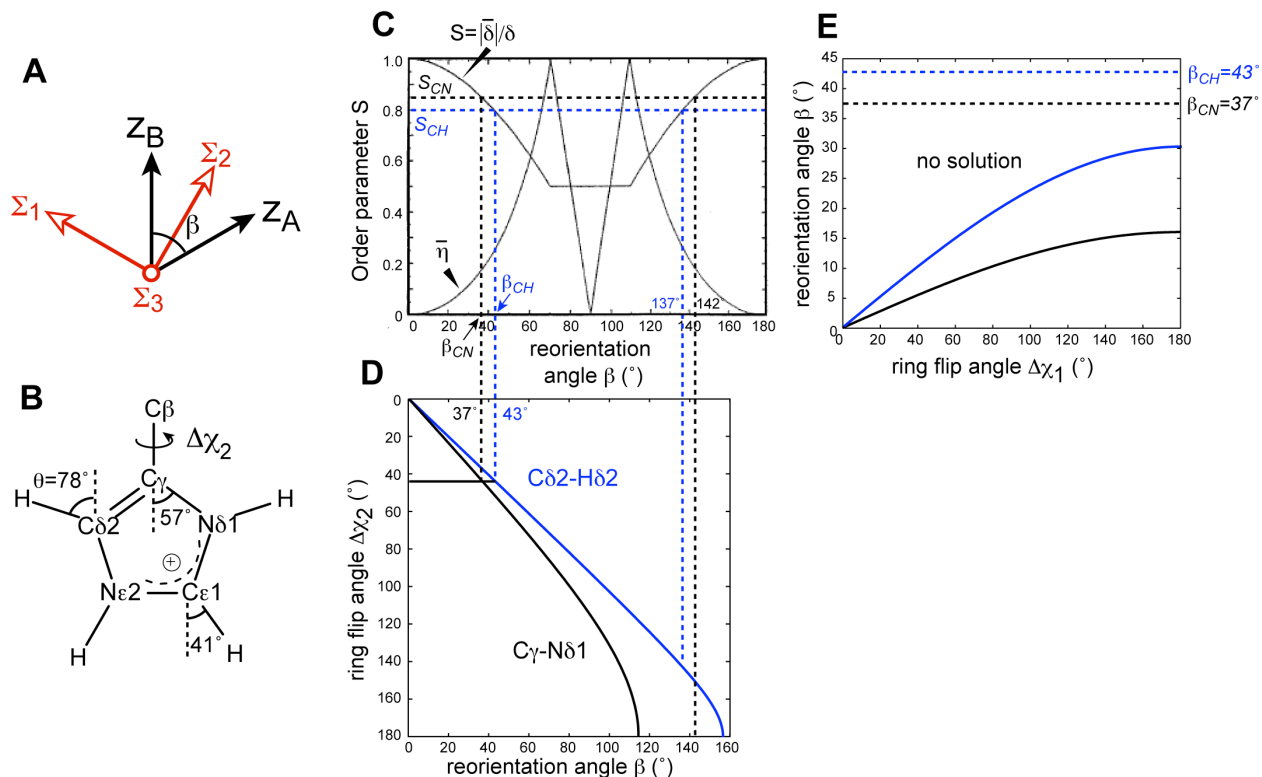 A
Z_B
Σ2
Σ1
β
Z_A
Σ3
B
Cβ
Δχ2
θ=78°
Cγ
H
57°
H
Cδ2
Nδ1
+
Nε2
Cε1
41°
H
H
C
S=|δ̅|/δ
1.0
S_CN
0.8
S_CH
0.6
Order parameter S
0.4
η̅
0.2
β_CH
137°
142°
0
0 20 40 60 80 100 120 140 160 180
β_CN
reorientation
angle β (°)
D
0
37°
43°
20
Cδ2-Hδ2
40
60
80
ring flip angle Δχ2 (°)
100
120
Cγ-Nδ1
140
160
180
0 20 40 60 80 100 120 140 160
reorientation angle β (°)
E
45
β_CH=43°
40
β_CN=37°
35
30
no solution
25
reorientation angle β (°)
20
15
10
5
0
0 20 40 60 80 100 120 140 160 180
ring flip angle Δχ1 (°)